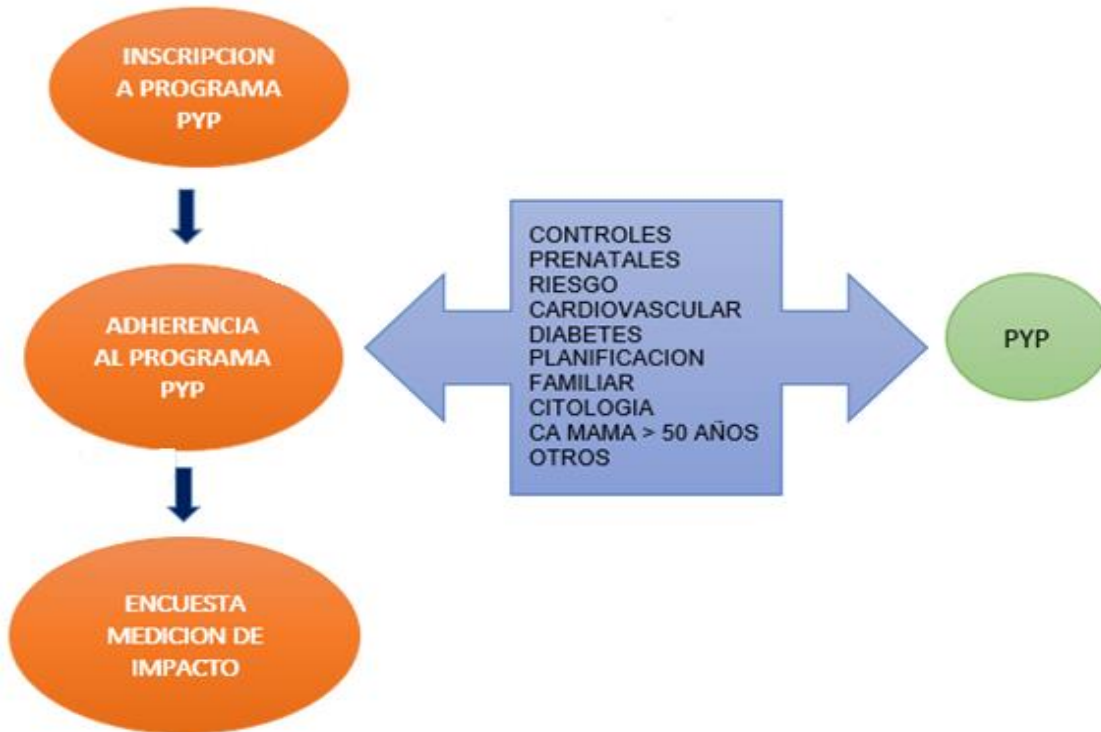 INSCRIPCION
A PROGRAMA
PYP
ADHERENCIA
AL PROGRAMA
PYP
CONTROLES
PRENATALES
RIESGO
CARDIOVASCULAR
DIABETES
PLANIFICACION
FAMILIAR
CITOLOGIA
CA MAMA > 50 AÑOS
OTROS
PYP
ENCUESTA
MEDICION DE
IMPACTO